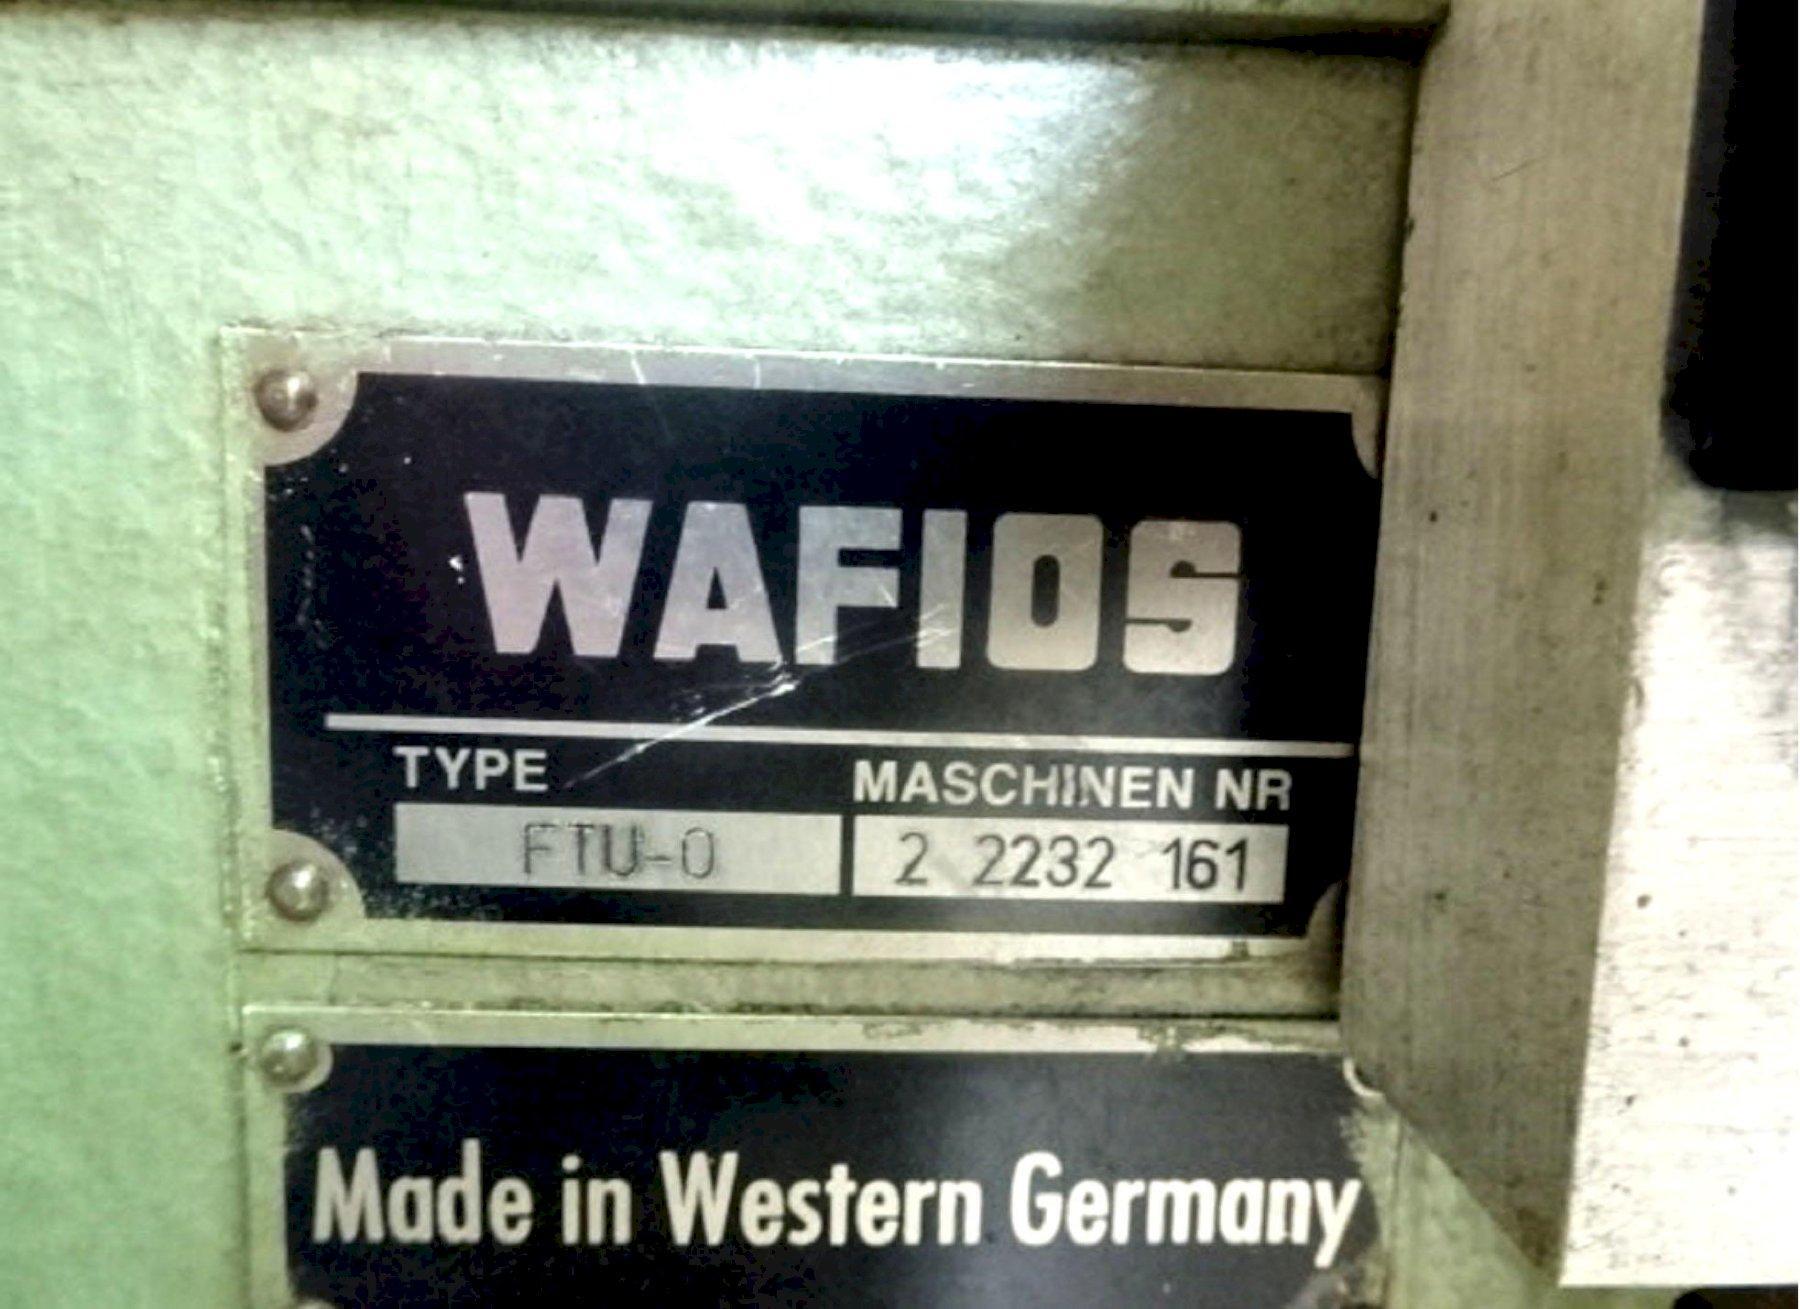 WAFIOS
TYPE MASCHINEN NR
FTU-0 2 2232 161
Made in Western Germany